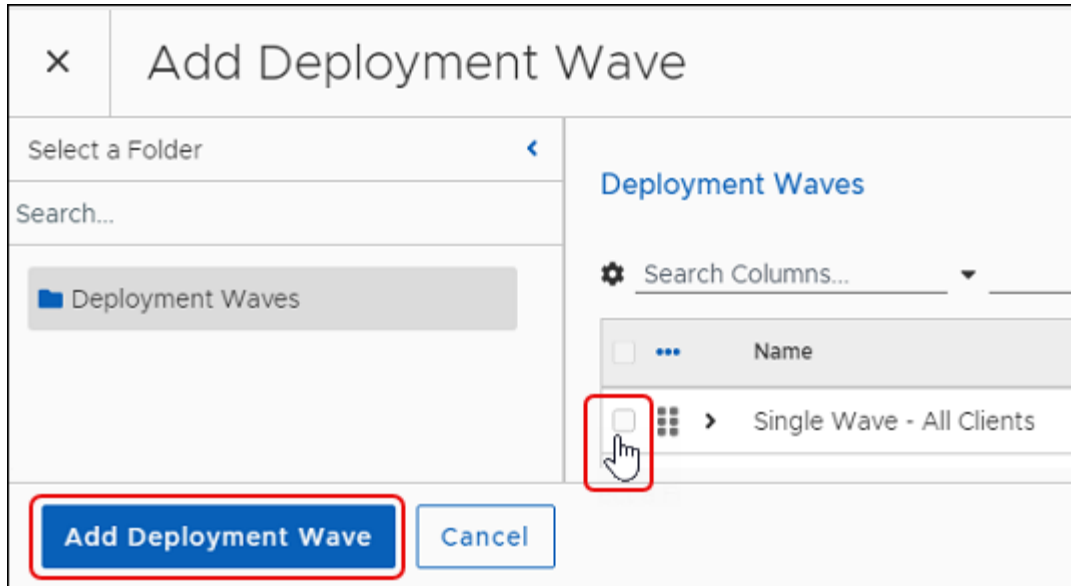 Add Deployment Wave
Select a Folder
Search...
Deployment Waves
Deployment Waves
Search Columns...
Name
Single Wave - All Clients
Add Deployment Wave
Cancel